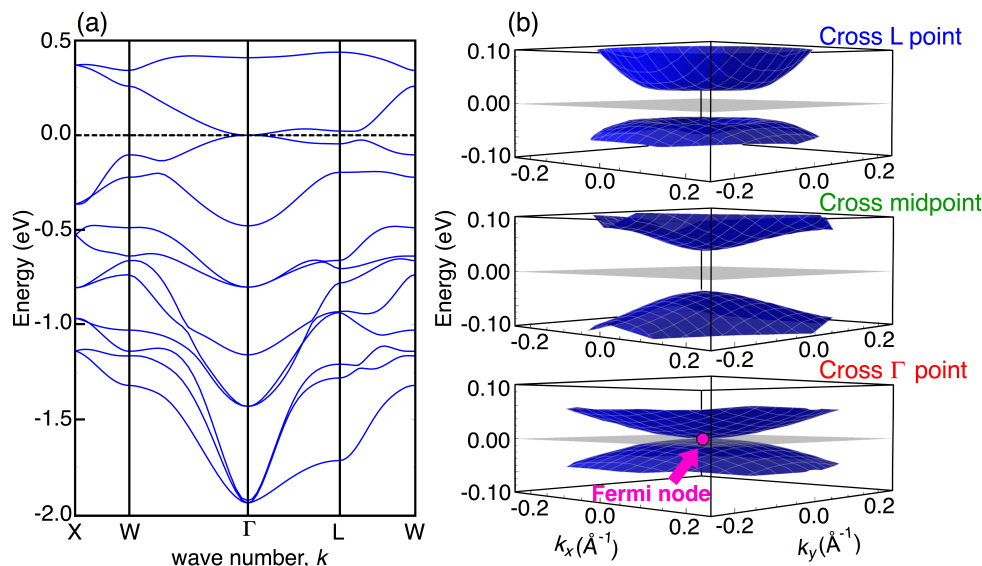 (a)
0.5
0.0
-0.5
-1.0
-1.5
-2.0
Energy (eV)
X W Γ L W
wave number, k
(b)
Cross L point
0.10
0.00
-0.10
-0.2 0.0 0.2 -0.2 0.0 0.2
Cross midpoint
0.10
0.00
-0.10
-0.2 0.0 0.2 -0.2 0.0 0.2
Energy (eV)
Cross Γ point
0.10
0.00
-0.10
Fermi node
-0.2 0.0 0.2 -0.2 0.0 0.2
kx(Å-1) ky(Å-1)